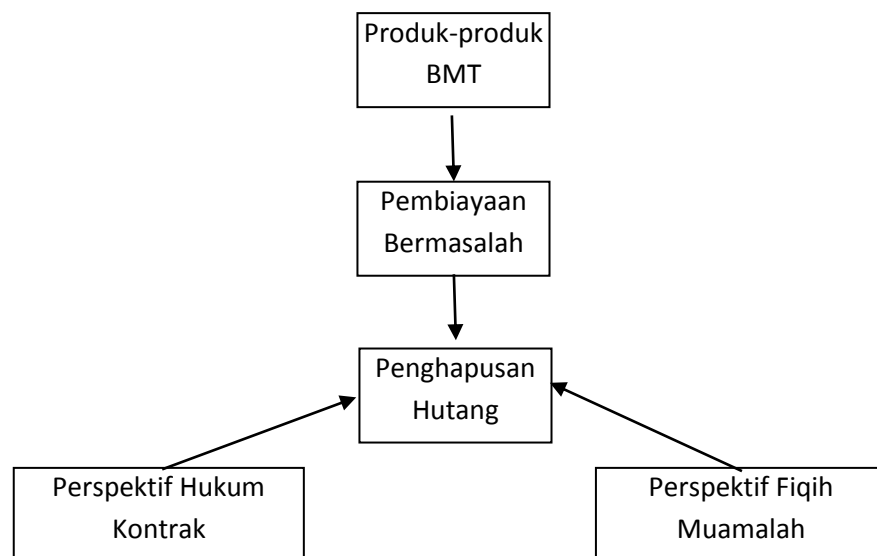 Produk-produk
BMT
Pembiayaan
Bermasalah
Penghapusan
Hutang
Perspektif Hukum
Kontrak
Perspektif Fiqih
Muamalah